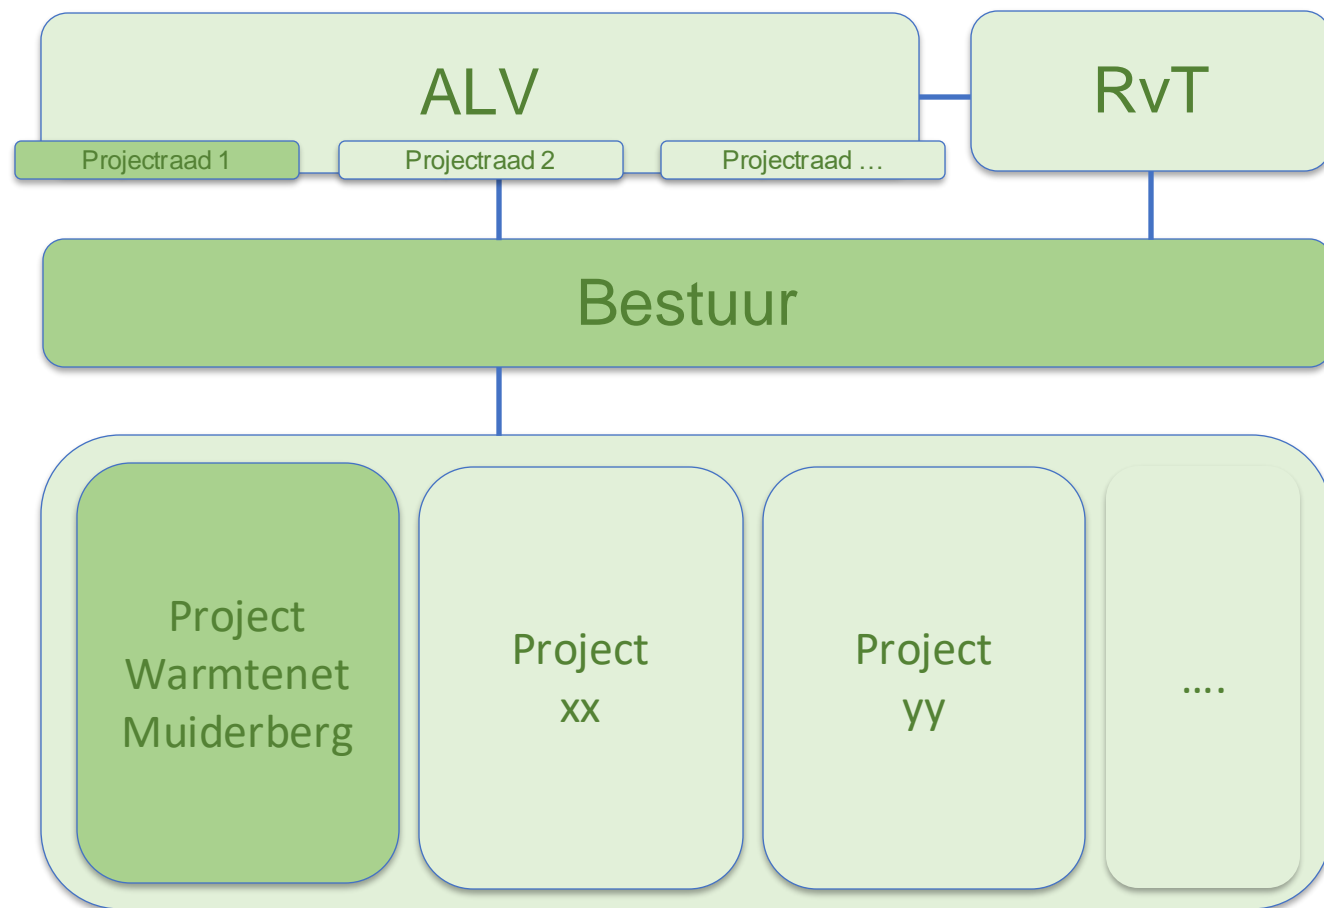 ALV
RvT
Projectraad 1
Projectraad 2
Projectraad …
Bestuur
Project
Warmtenet
Muiderberg
Project
xx
Project
yy
….